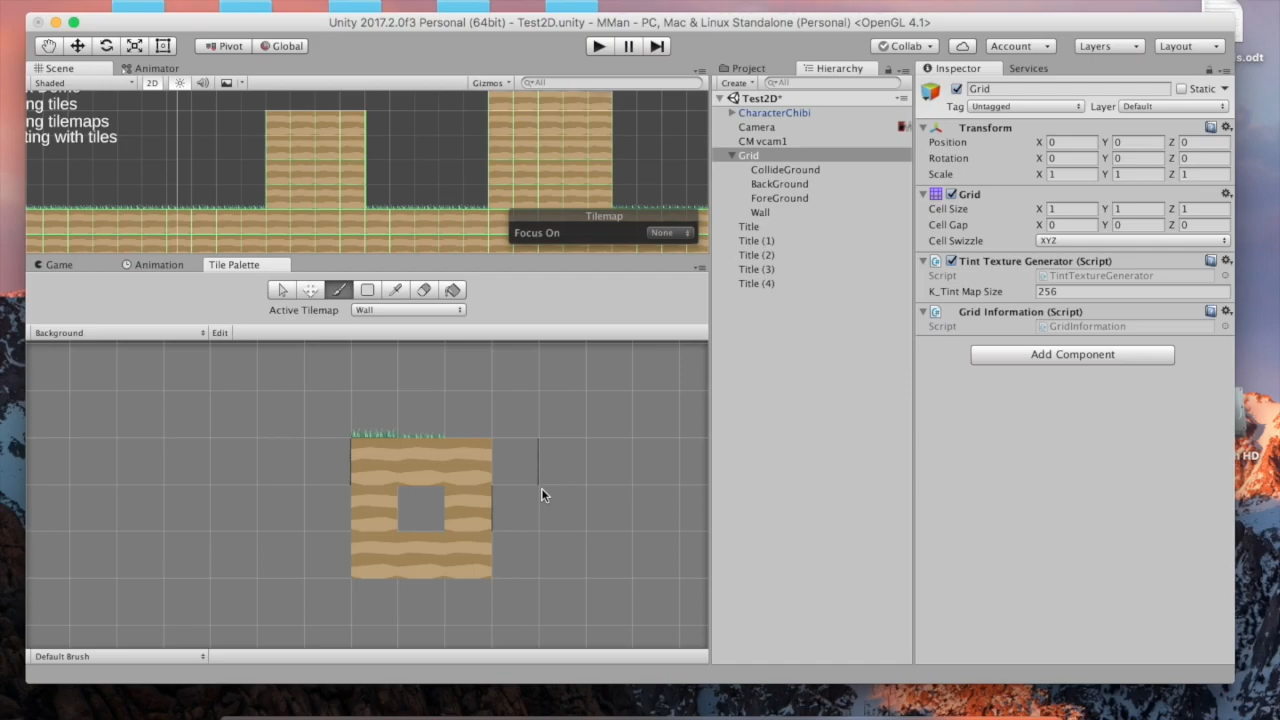 Unity 2017.2.0f3 Personal (64bit) - Test2D.unity - MMan - PC, Mac & Linux Standalone (Personal) <OpenGL 4.1>
s.odt
Pivot Global Collab Account Layers Layout
Scene Animator
Shaded 2D Gizmos All
ng tiles
ng tilemaps
ting with tiles
Tilemap
Focus On None
Game Animation Tile Palette
Active Tilemap Wall
Background Edit
Default Brush
Project Hierarchy
Create All
Test2D*
CharacterChibi
Camera
CM vcam1
Grid
CollideGround
BackGround
ForeGround
Wall
Title
Title (1)
Title (2)
Title (3)
Title (4)
Inspector Services
Grid Static
Tag Untagged Layer Default
Transform
Position X 0 Y 0 Z 0
Rotation X 0 Y 0 Z 0
Scale X 1 Y 1 Z 1
Grid
Cell Size X 1 Y 1 Z 1
Cell Gap X 0 Y 0 Z 0
Cell Swizzle XYZ
Tint Texture Generator (Script)
Script TintTextureGenerator
K_Tint Map Size 256
Grid Information (Script)
Script GridInformation
Add Component
HD